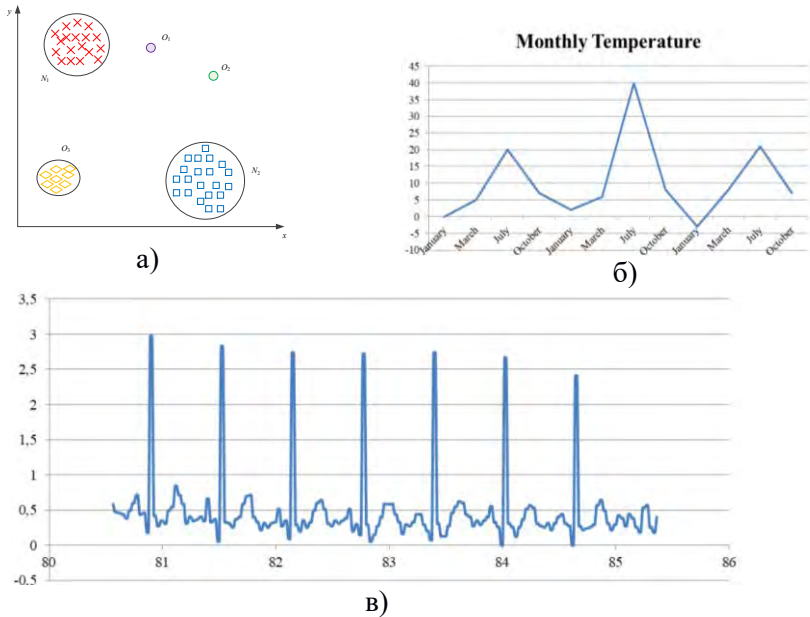 y
N₁
O₁
O₂
O₃
N₂
x
а)
Monthly Temperature
45
40
35
30
25
20
15
10
5
0
-5
-10
January
March
July
October
January
March
July
October
January
March
July
October
б)
3,5
3
2,5
2
1,5
1
0,5
0
-0,5
80
81
82
83
84
85
86
в)